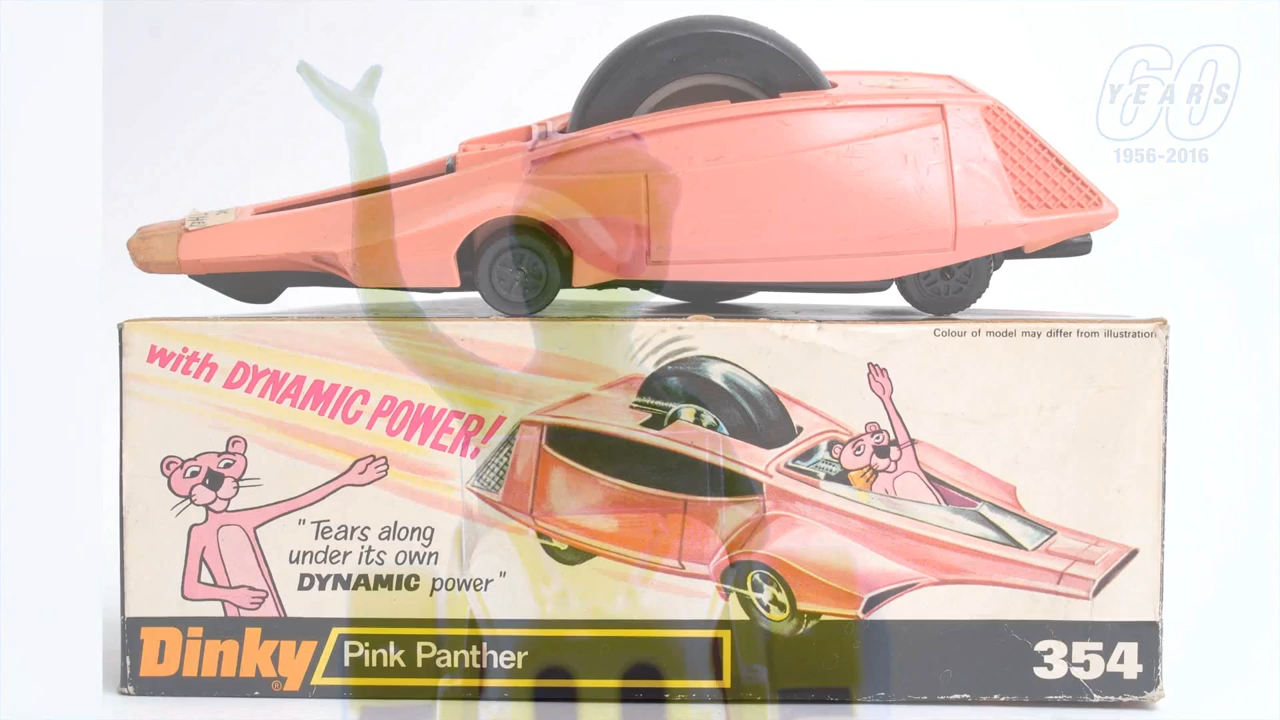 60
YEARS
1956-2016
Colour of model may differ from illustration
with DYNAMIC POWER!
"Tears along
under its own
DYNAMIC power"
Dinky®
Pink Panther
354